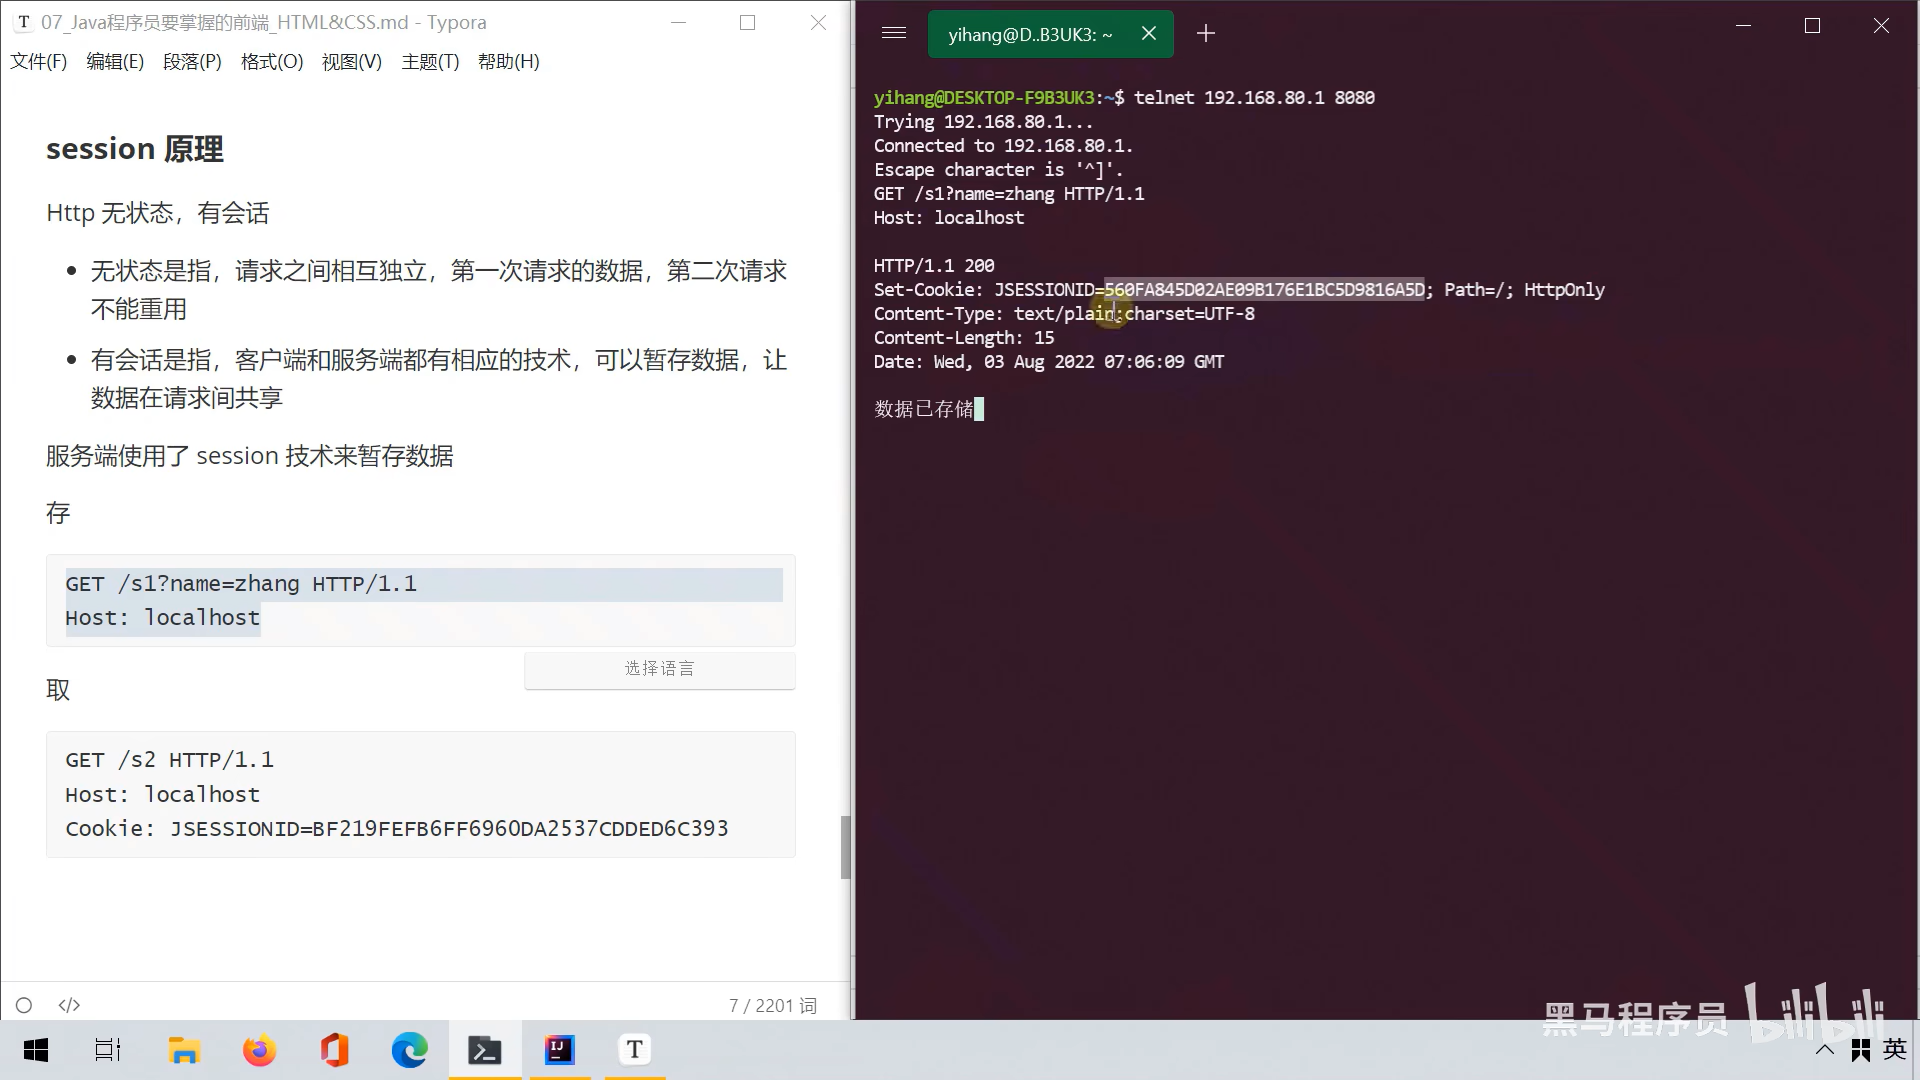 T 07_Java程序员要掌握的前端_HTML&CSS.md - Typora
文件(F) 编辑(E) 段落(P) 格式(O) 视图(V) 主题(T) 帮助(H)
session 原理
Http 无状态，有会话
无状态是指，请求之间相互独立，第一次请求的数据，第二次请求
不能重用
有会话是指，客户端和服务端都有相应的技术，可以暂存数据，让
数据在请求间共享
服务端使用了 session 技术来暂存数据
存
GET /s1?name=zhang HTTP/1.1
Host: localhost
选择语言
取
GET /s2 HTTP/1.1
Host: localhost
Cookie: JSESSIONID=BF219FEFB6FF6960DA2537CDDED6C393
</>
7 / 2201 词
yihang@D..B3UK3: ~
yihang@DESKTOP-F9B3UK3:~$ telnet 192.168.80.1 8080
Trying 192.168.80.1...
Connected to 192.168.80.1.
Escape character is '^]'.
GET /s1?name=zhang HTTP/1.1
Host: localhost
HTTP/1.1 200
Set-Cookie: JSESSIONID=560FA845D02AE09B176E1BC5D9816A5D; Path=/; HttpOnly
Content-Type: text/plain;charset=UTF-8
Content-Length: 15
Date: Wed, 03 Aug 2022 07:06:09 GMT
数据已存储
黑马程序员 bilibili
IJ
T
英